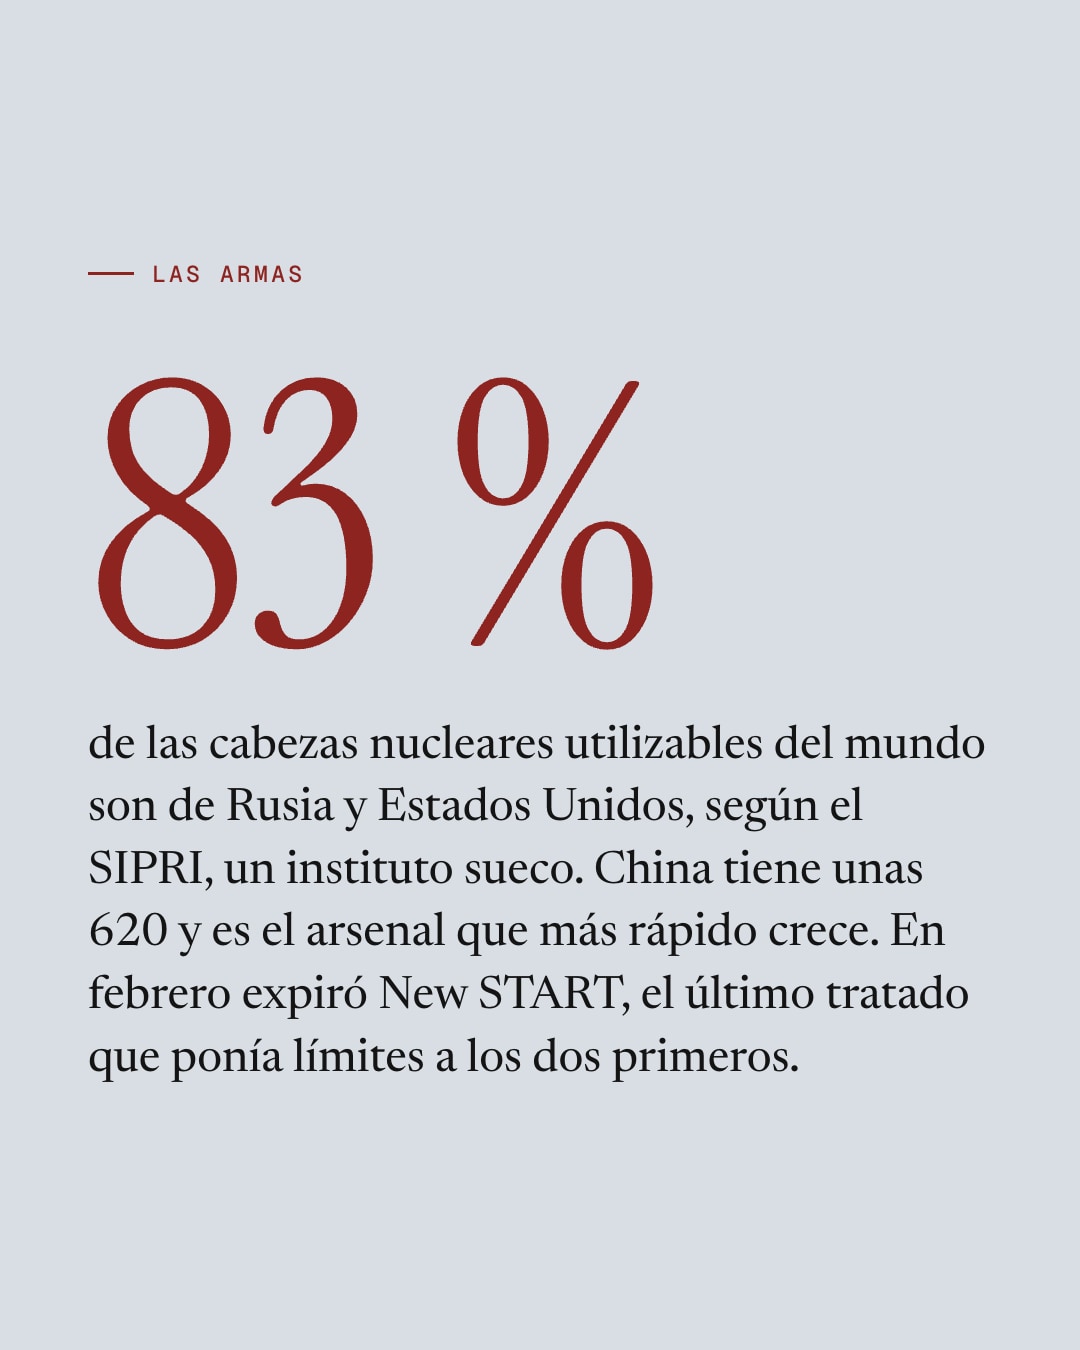 LAS ARMAS
83 %
de las cabezas nucleares utilizables del mundo
son de Rusia y Estados Unidos, según el
SIPRI, un instituto sueco. China tiene unas
620 y es el arsenal que más rápido crece. En
febrero expiró New START, el último tratado
que ponía límites a los dos primeros.